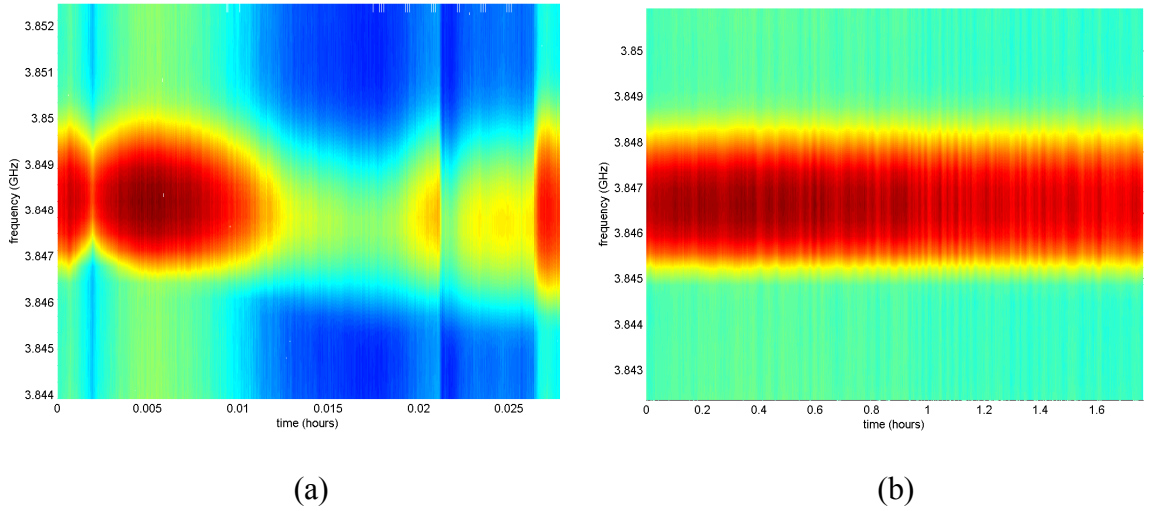 3.852
3.851
3.85
3.849
3.848
3.847
3.846
3.845
3.844
frequency (GHz)
0 0.005 0.01 0.015 0.02 0.025
time (hours)
(a)
3.85
3.849
3.848
3.847
3.846
3.845
3.844
3.843
frequency (GHz)
0 0.2 0.4 0.6 0.8 1 1.2 1.4 1.6
time (hours)
(b)